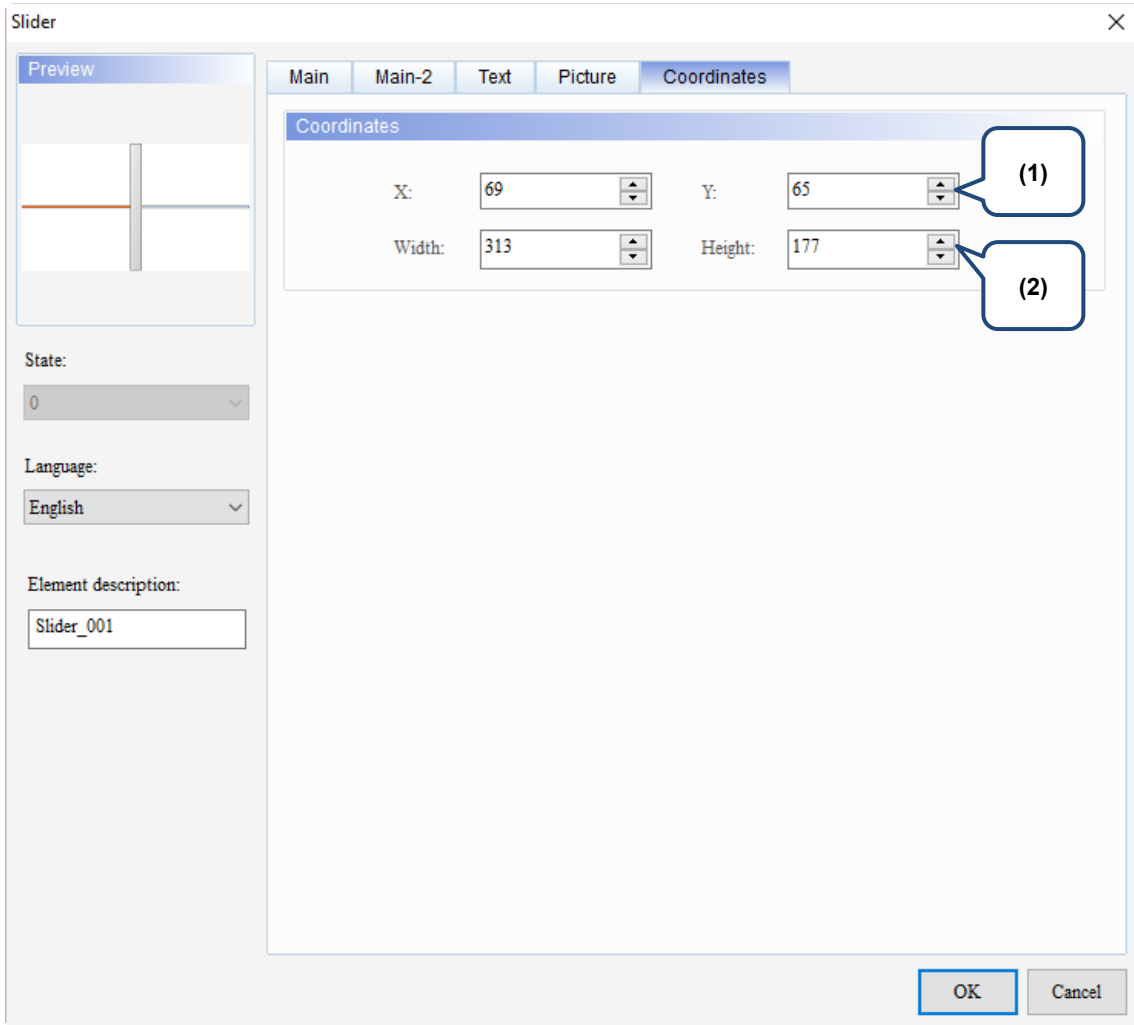 Slider
Preview
Main Main-2 Text Picture Coordinates
Coordinates
X: 69 Y: 65 (1)
Width: 313 Height: 177 (2)
State:
0
Language:
English
Element description:
Slider_001
OK Cancel